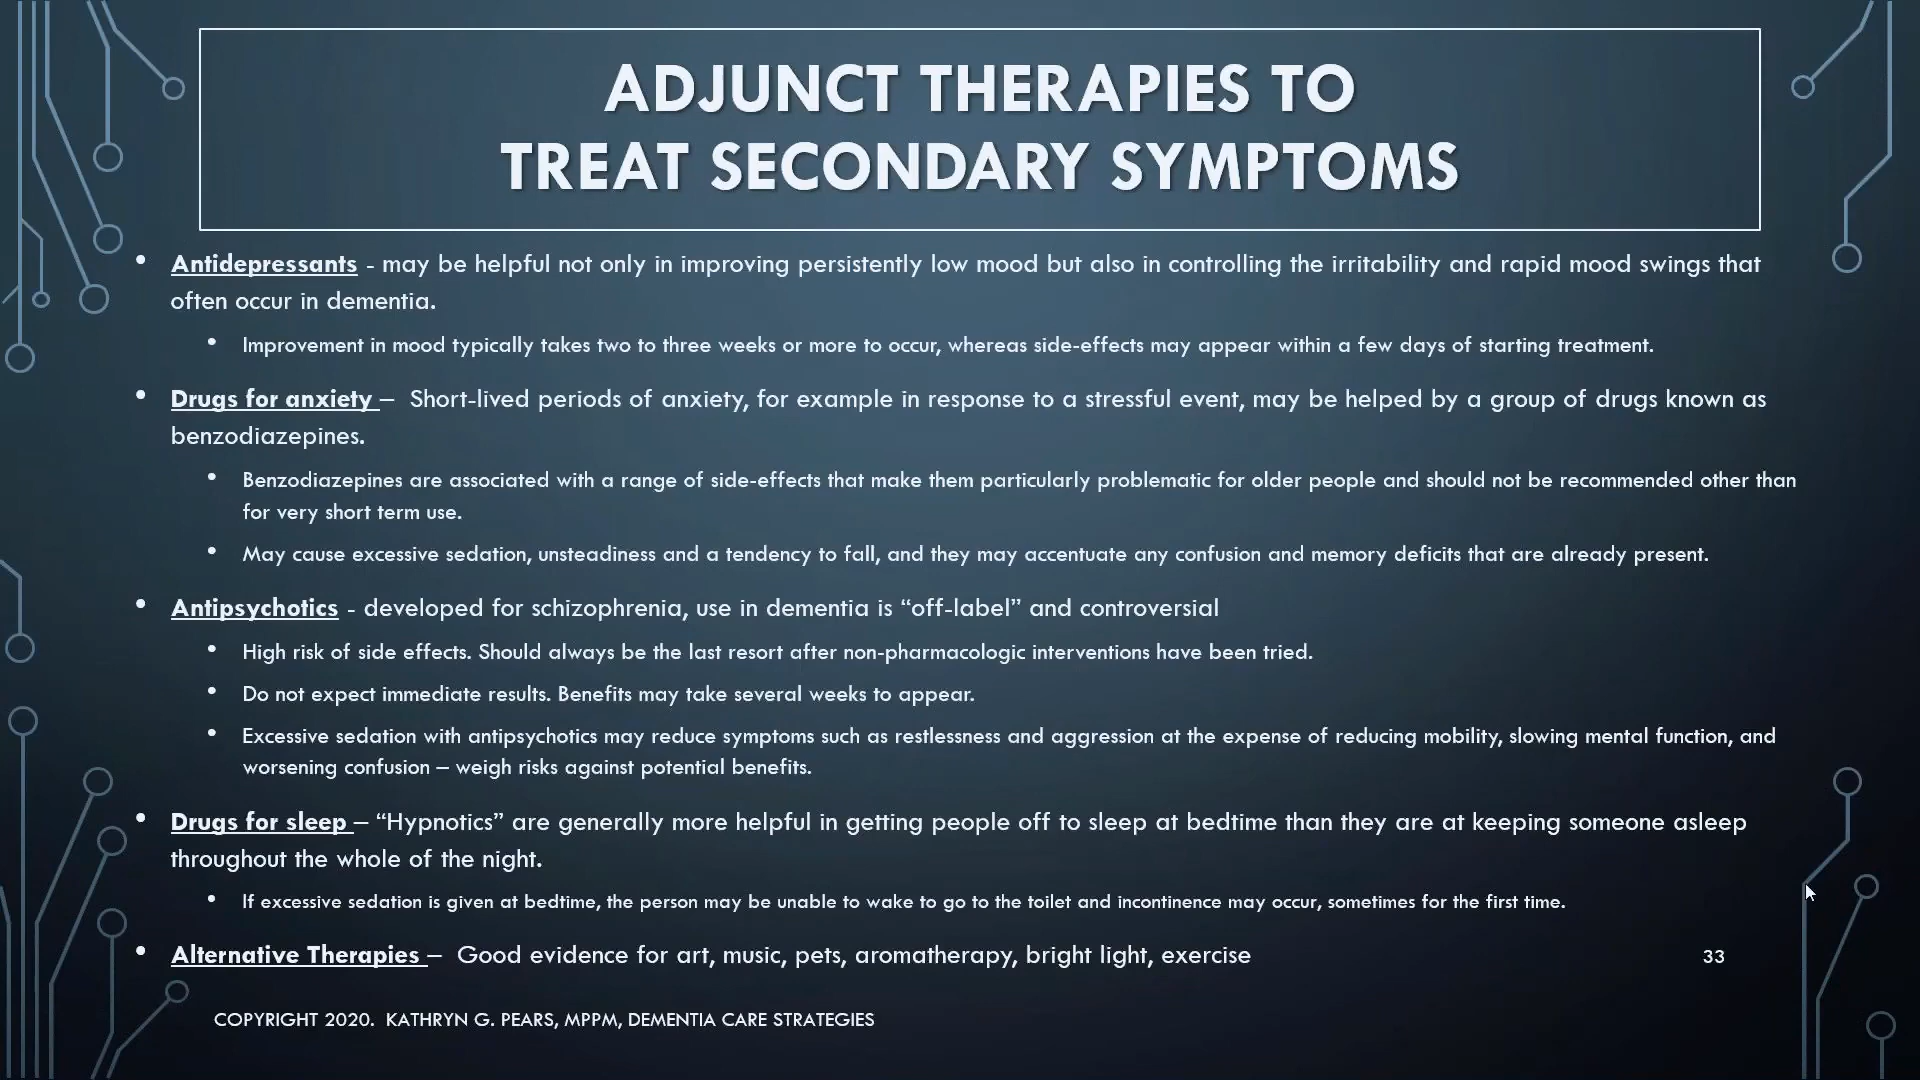 ADJUNCT THERAPIES TO
TREAT SECONDARY SYMPTOMS
• Antidepressants - may be helpful not only in improving persistently low mood but also in controlling the irritability and rapid mood swings that
often occur in dementia.
• Improvement in mood typically takes two to three weeks or more to occur, whereas side-effects may appear within a few days of starting treatment.
• Drugs for anxiety – Short-lived periods of anxiety, for example in response to a stressful event, may be helped by a group of drugs known as
benzodiazepines.
• Benzodiazepines are associated with a range of side-effects that make them particularly problematic for older people and should not be recommended other than
for very short term use.
• May cause excessive sedation, unsteadiness and a tendency to fall, and they may accentuate any confusion and memory deficits that are already present.
• Antipsychotics - developed for schizophrenia, use in dementia is “off-label” and controversial
• High risk of side effects. Should always be the last resort after non-pharmacologic interventions have been tried.
• Do not expect immediate results. Benefits may take several weeks to appear.
• Excessive sedation with antipsychotics may reduce symptoms such as restlessness and aggression at the expense of reducing mobility, slowing mental function, and
worsening confusion – weigh risks against potential benefits.
• Drugs for sleep – “Hypnotics” are generally more helpful in getting people off to sleep at bedtime than they are at keeping someone asleep
throughout the whole of the night.
• If excessive sedation is given at bedtime, the person may be unable to wake to go to the toilet and incontinence may occur, sometimes for the first time.
• Alternative Therapies – Good evidence for art, music, pets, aromatherapy, bright light, exercise
33
COPYRIGHT 2020. KATHRYN G. PEARS, MPPM, DEMENTIA CARE STRATEGIES